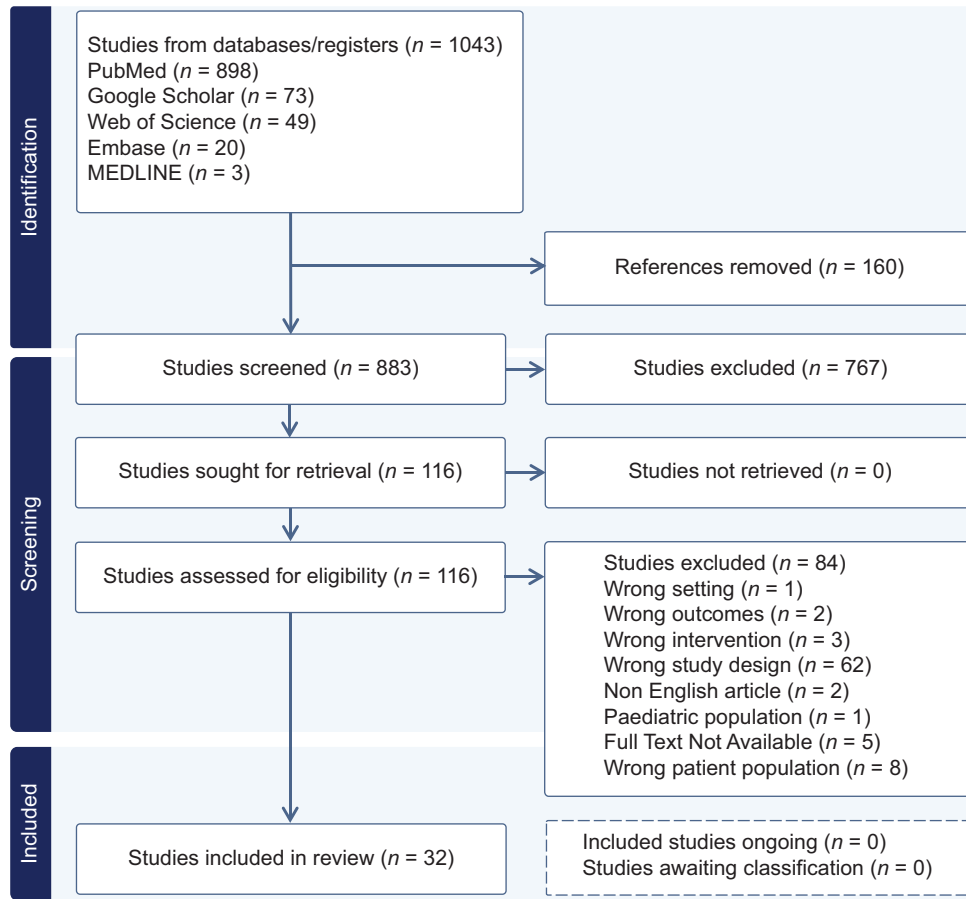 Identification
Studies from databases/registers (n = 1043)
PubMed (n = 898)
Google Scholar (n = 73)
Web of Science (n = 49)
Embase (n = 20)
MEDLINE (n = 3)
References removed (n = 160)
Screening
Studies screened (n = 883)
Studies excluded (n = 767)
Studies sought for retrieval (n = 116)
Studies not retrieved (n = 0)
Studies assessed for eligibility (n = 116)
Studies excluded (n = 84)
Wrong setting (n = 1)
Wrong outcomes (n = 2)
Wrong intervention (n = 3)
Wrong study design (n = 62)
Non English article (n = 2)
Paediatric population (n = 1)
Full Text Not Available (n = 5)
Wrong patient population (n = 8)
Included
Studies included in review (n = 32)
Included studies ongoing (n = 0)
Studies awaiting classification (n = 0)